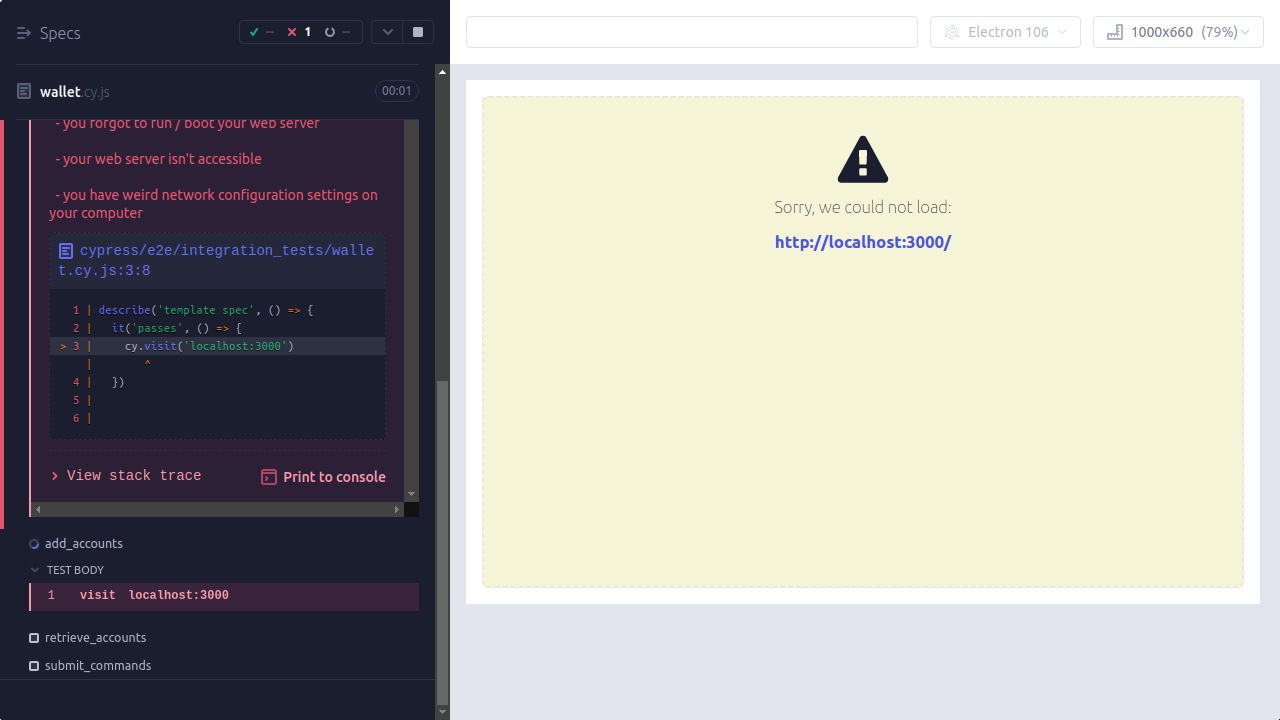 Specs
-- 1 --
Electron 106
1000x660 (79%)
wallet.cy.js
00:01
- you forgot to run / boot your web server
- your web server isn't accessible
- you have weird network configuration settings on
your computer
cypress/e2e/integration_tests/walle
t.cy.js:3:8
1 | describe('template spec', () => {
2 | it('passes', () => {
> 3 | cy.visit('localhost:3000')
| ^
4 | })
5 |
6 |
View stack trace
Print to console
add_accounts
TEST BODY
1 visit localhost:3000
retrieve_accounts
submit_commands
Sorry, we could not load:
http://localhost:3000/